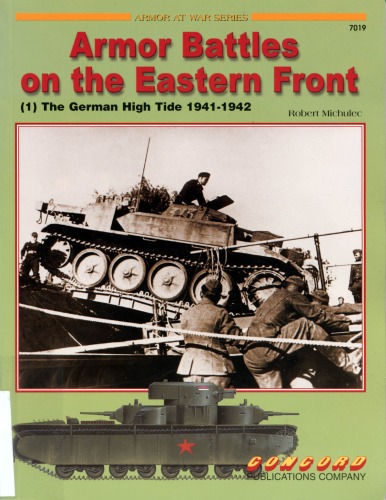 ARMOR AT WAR SERIES
7019
Armor Battles
on the Eastern Front
(1) The German High Tide 1941-1942
Robert Michulec
CONCORD
PUBLICATIONS COMPANY